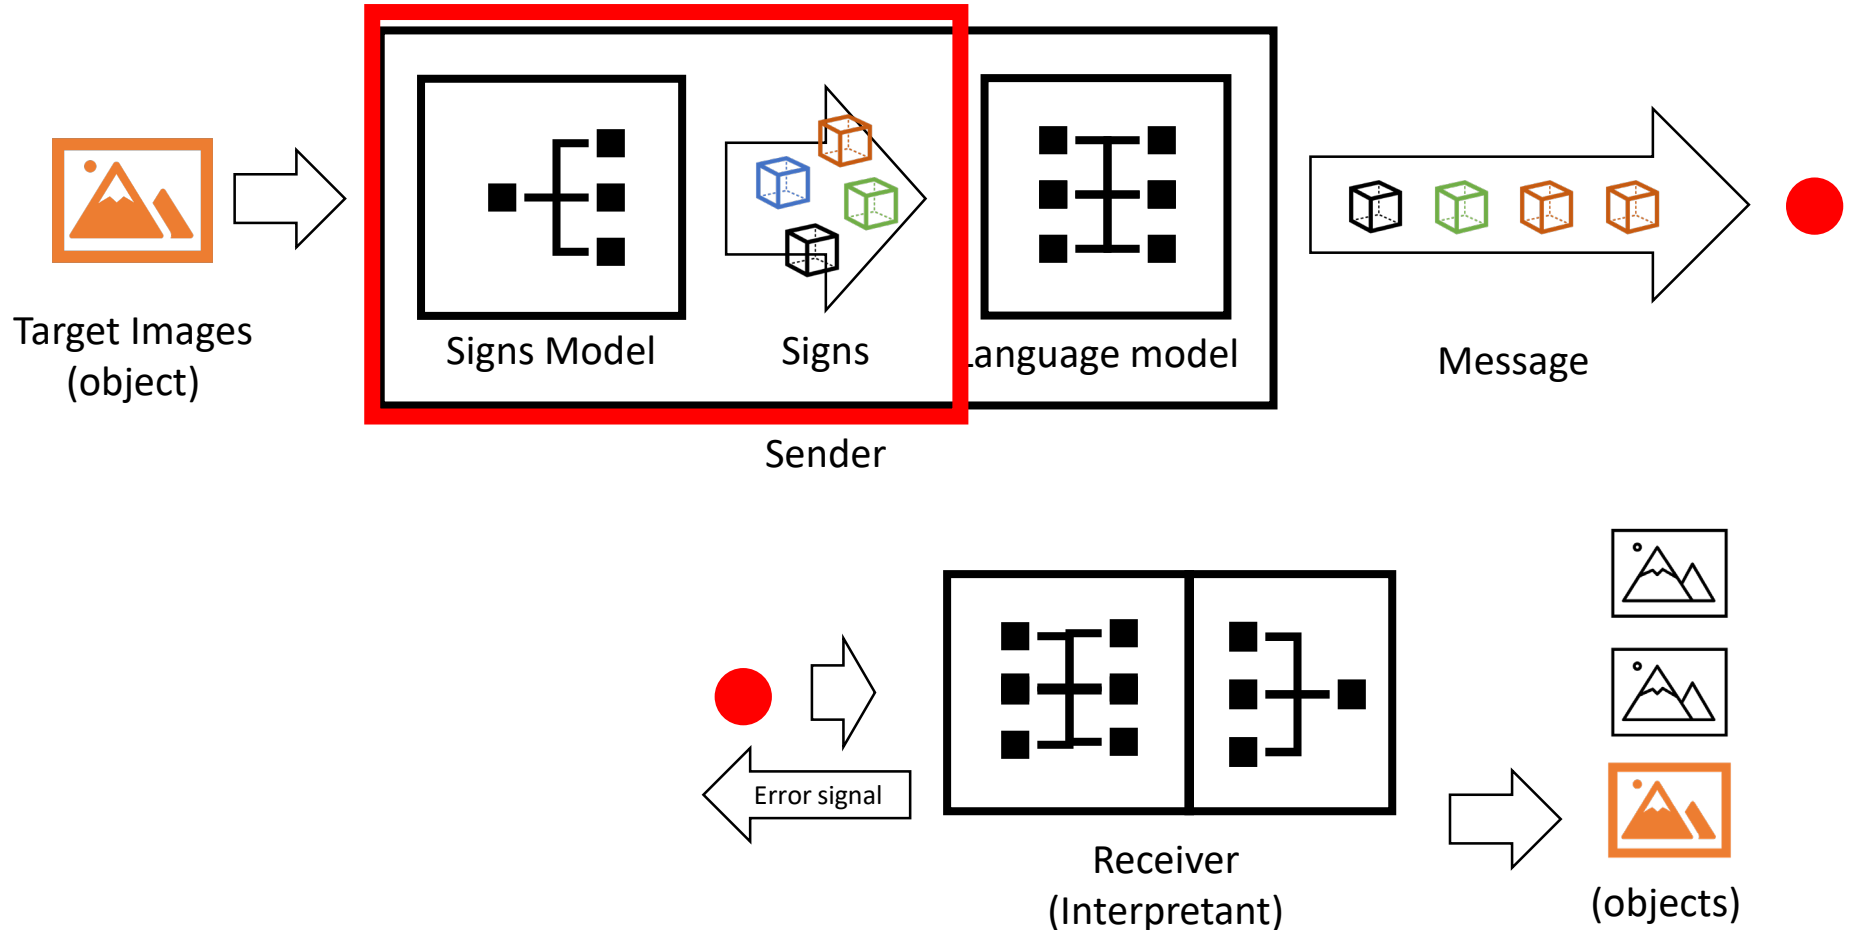 Target Images
(object)
Signs Model
Signs
Language model
Message
Sender
Error signal
Receiver
(Interpretant)
(objects)